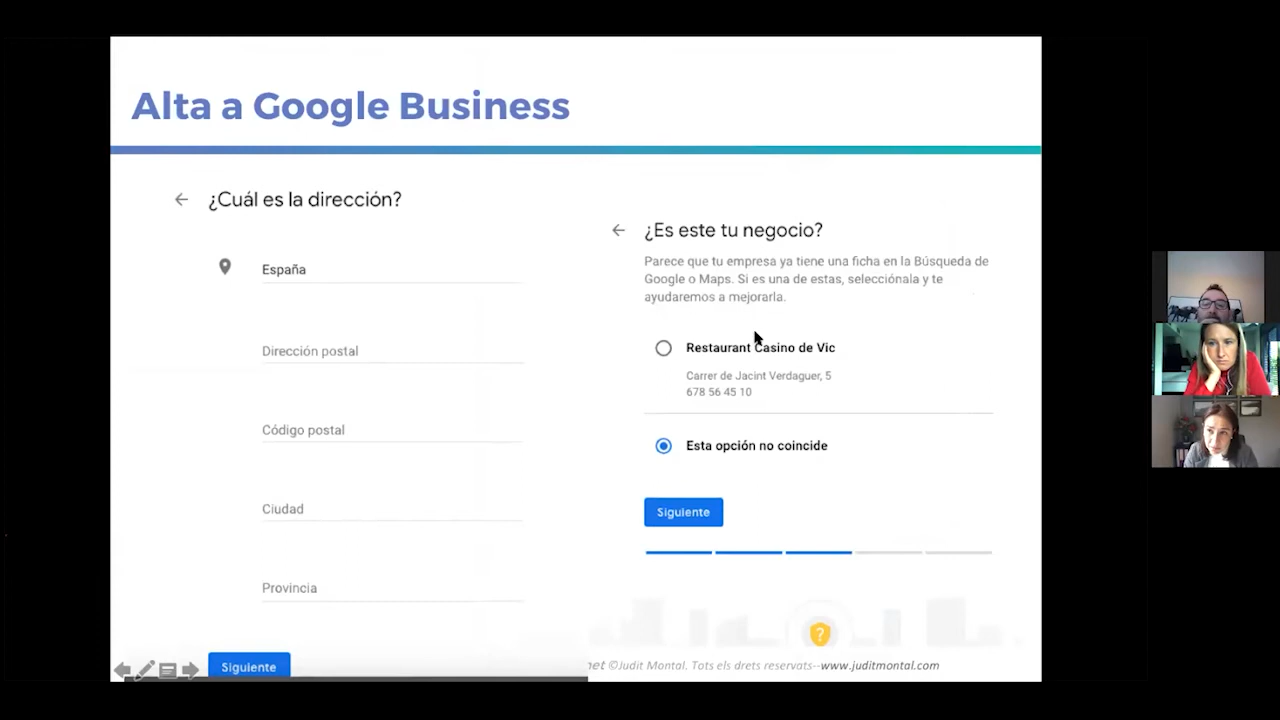 Alta a Google Business
¿Cuál es la dirección?
España
Dirección postal
Código postal
Ciudad
Provincia
Siguiente
¿Es este tu negocio?
Parece que tu empresa ya tiene una ficha en la Búsqueda de
Google o Maps. Si es una de estas, selecciónala y te
ayudaremos a mejorarla.
Restaurant Casino de Vic
Carrer de Jacint Verdaguer, 5
678 56 45 10
Esta opción no coincide
Siguiente
?
©Judit Montal. Tots els drets reservats--www.juditmontal.com